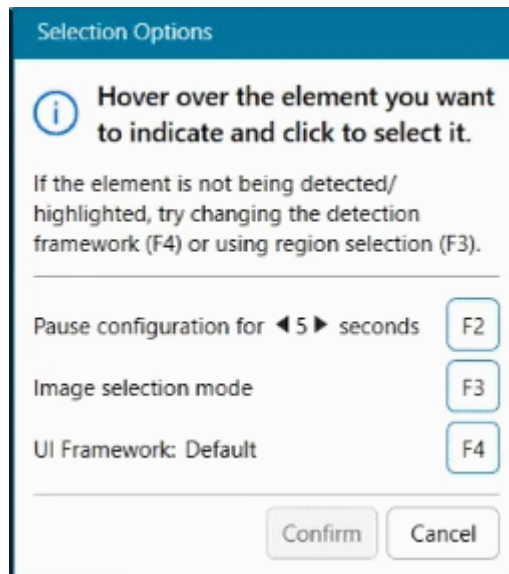 Selection Options
Hover over the element you want
to indicate and click to select it.
If the element is not being detected/
highlighted, try changing the detection
framework (F4) or using region selection (F3).
Pause configuration for ◀5▶ seconds F2
Image selection mode F3
UI Framework: Default F4
Confirm Cancel